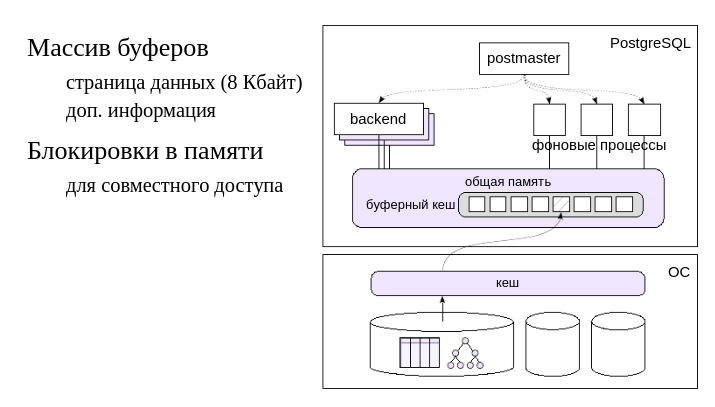 Массив буферов
страница данных (8 Кбайт)
доп. информация
Блокировки в памяти
для совместного доступа
PostgreSQL
postmaster
backend
фоновые процессы
общая память
буферный кеш
ОС
кеш